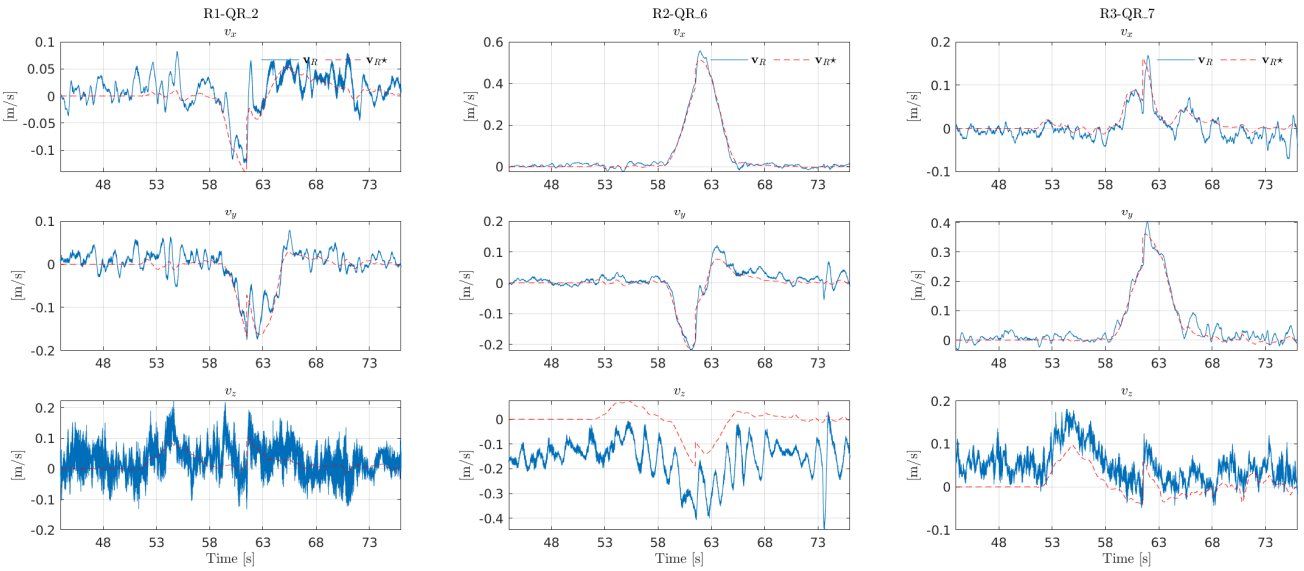 R1-QR_2
v_x
0.1
0.05
0
-0.05
-0.1
[m/s]
v_R v_R⋆
48 53 58 63 68 73
v_y
0.1
0
-0.1
-0.2
[m/s]
48 53 58 63 68 73
v_z
0.2
0.1
0
-0.1
-0.2
[m/s]
48 53 58 63 68 73
Time [s]
R2-QR_6
v_x
0.6
0.4
0.2
0
[m/s]
v_R v_R⋆
48 53 58 63 68 73
v_y
0.2
0.1
0
-0.1
-0.2
[m/s]
48 53 58 63 68 73
v_z
0
-0.1
-0.2
-0.3
-0.4
[m/s]
48 53 58 63 68 73
Time [s]
R3-QR_7
v_x
0.2
0.1
0
-0.1
[m/s]
v_R v_R⋆
48 53 58 63 68 73
v_y
0.4
0.3
0.2
0.1
0
[m/s]
48 53 58 63 68 73
v_z
0.2
0.1
0
-0.1
[m/s]
48 53 58 63 68 73
Time [s]